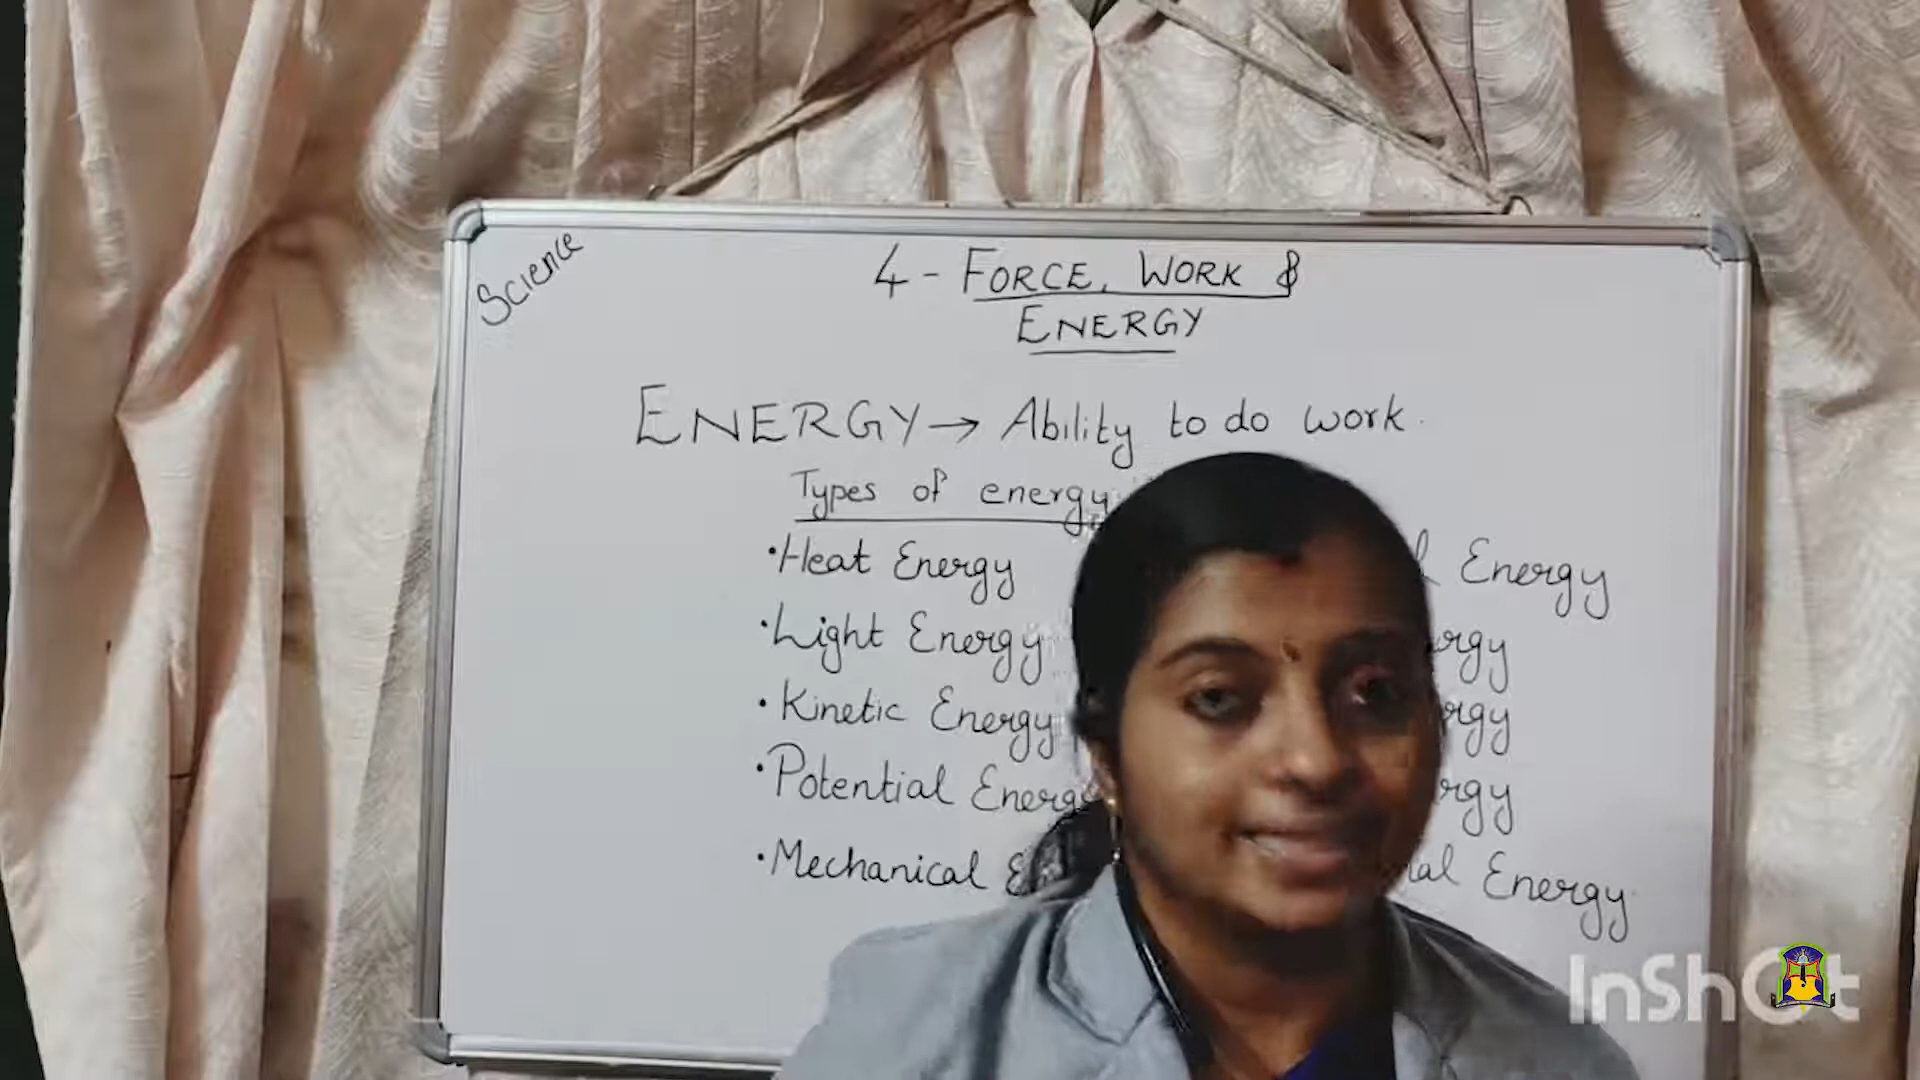 Science
4 - FORCE, WORK &
ENERGY
ENERGY → Ability to do work.
Types of energy
• Heat Energy
Energy
• Light Energy
• Kinetic Energy
• Potential Energy
• Mechanical
Energy
InShOt